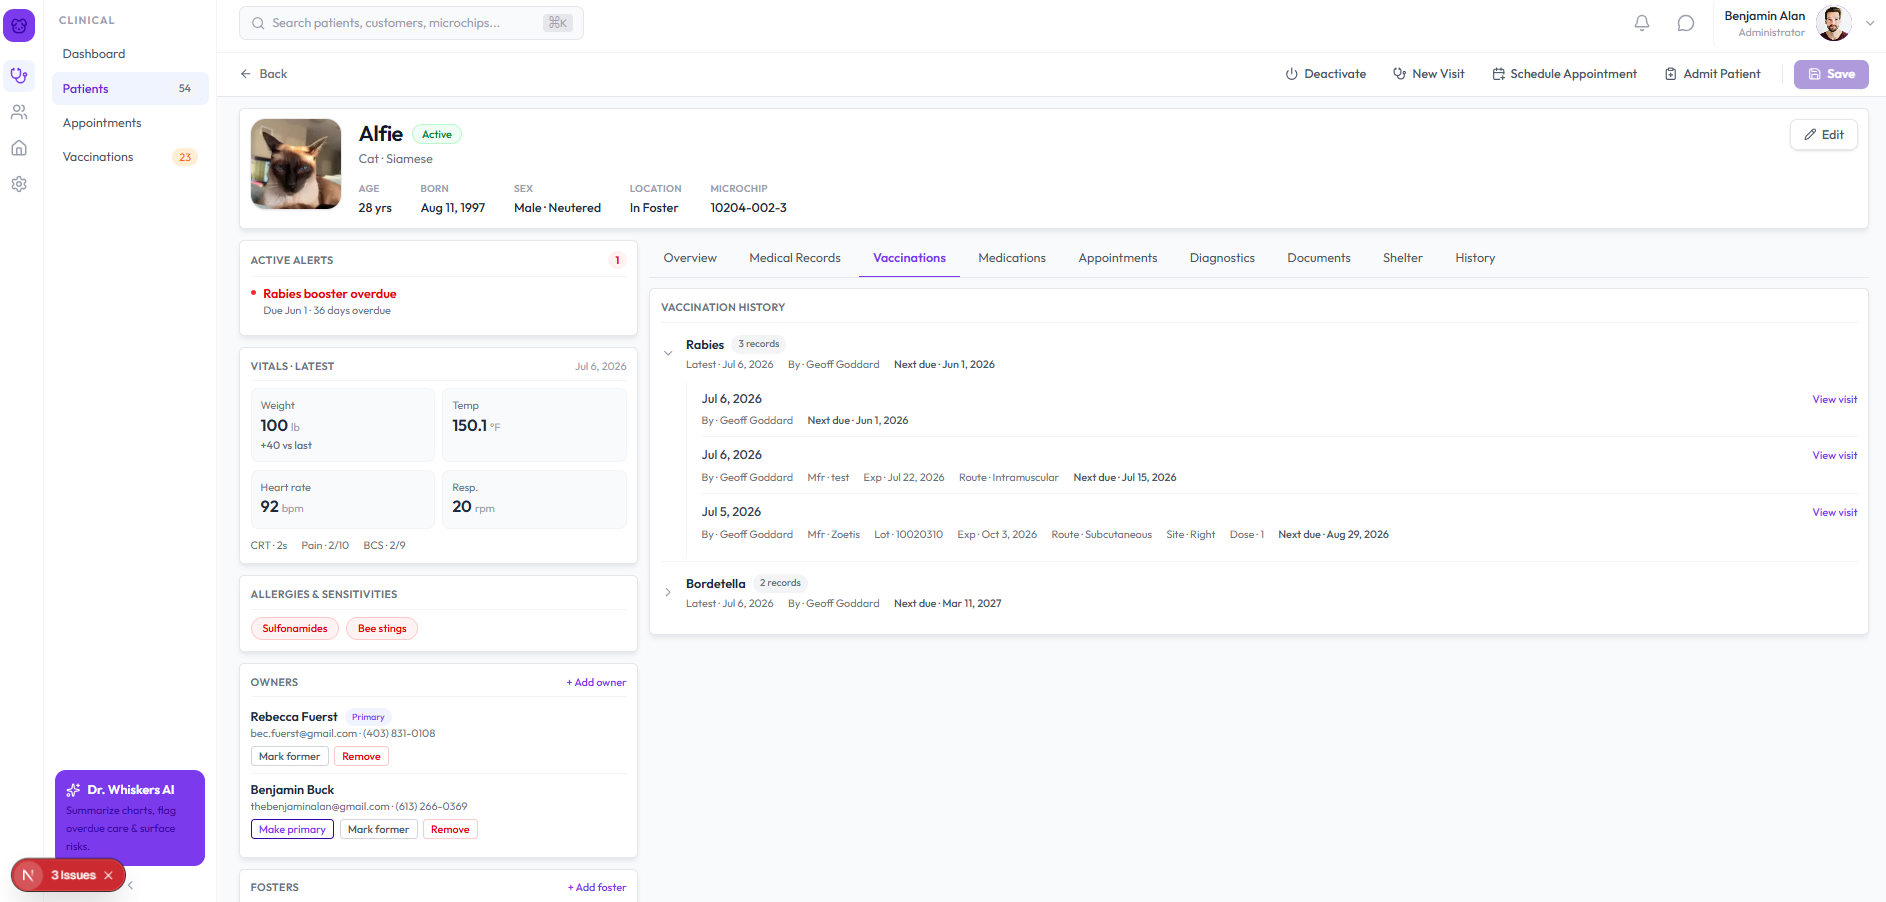 CLINICAL
Dashboard
Patients 54
Appointments
Vaccinations 23
Dr. Whiskers AI
Summarize charts, flag
overdue care & surface
risks.
N 3 Issues
Search patients, customers, microchips... ⌘K
Benjamin Alan
Administrator
Back
Deactivate New Visit Schedule Appointment Admit Patient Save
Alfie Active
Cat · Siamese
Edit
AGE BORN SEX LOCATION MICROCHIP
28 yrs Aug 11, 1997 Male · Neutered In Foster 10204-002-3
ACTIVE ALERTS 1
Rabies booster overdue
Due Jun 1 · 36 days overdue
VITALS · LATEST Jul 6, 2026
Weight
100 lb
+40 vs last
Temp
150.1 °F
Heart rate
92 bpm
Resp.
20 rpm
CRT · 2s Pain · 2/10 BCS · 2/9
ALLERGIES & SENSITIVITIES
Sulfonamides Bee stings
OWNERS + Add owner
Rebecca Fuerst Primary
bec.fuerst@gmail.com · (403) 831-0108
Mark former Remove
Benjamin Buck
thebenjaminalan@gmail.com · (613) 266-0369
Make primary Mark former Remove
FOSTERS + Add foster
Overview Medical Records Vaccinations Medications Appointments Diagnostics Documents Shelter History
VACCINATION HISTORY
Rabies 3 records
Latest · Jul 6, 2026 By · Geoff Goddard Next due · Jun 1, 2026
Jul 6, 2026 View visit
By · Geoff Goddard Next due · Jun 1, 2026
Jul 6, 2026 View visit
By · Geoff Goddard Mfr · test Exp · Jul 22, 2026 Route · Intramuscular Next due · Jul 15, 2026
Jul 5, 2026 View visit
By · Geoff Goddard Mfr · Zoetis Lot · 10020310 Exp · Oct 3, 2026 Route · Subcutaneous Site · Right Dose · 1 Next due · Aug 29, 2026
Bordetella 2 records
Latest · Jul 6, 2026 By · Geoff Goddard Next due · Mar 11, 2027